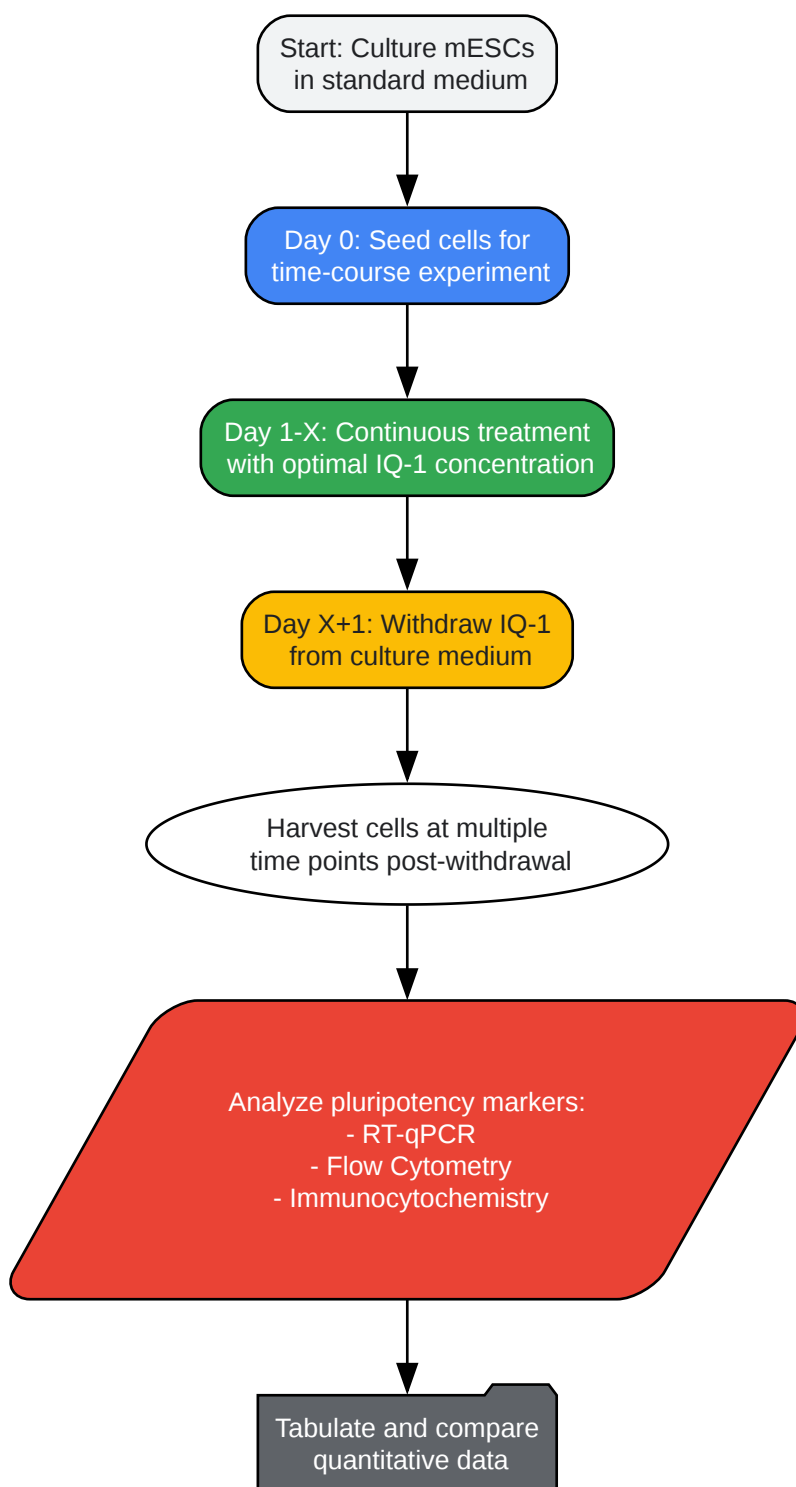 Start: Culture mESCs
in standard medium
Day 0: Seed cells for
time-course experiment
Day 1-X: Continuous treatment
with optimal IQ-1 concentration
Day X+1: Withdraw IQ-1
from culture medium
Harvest cells at multiple
time points post-withdrawal
Analyze pluripotency markers:
- RT-qPCR
- Flow Cytometry
- Immunocytochemistry
Tabulate and compare
quantitative data